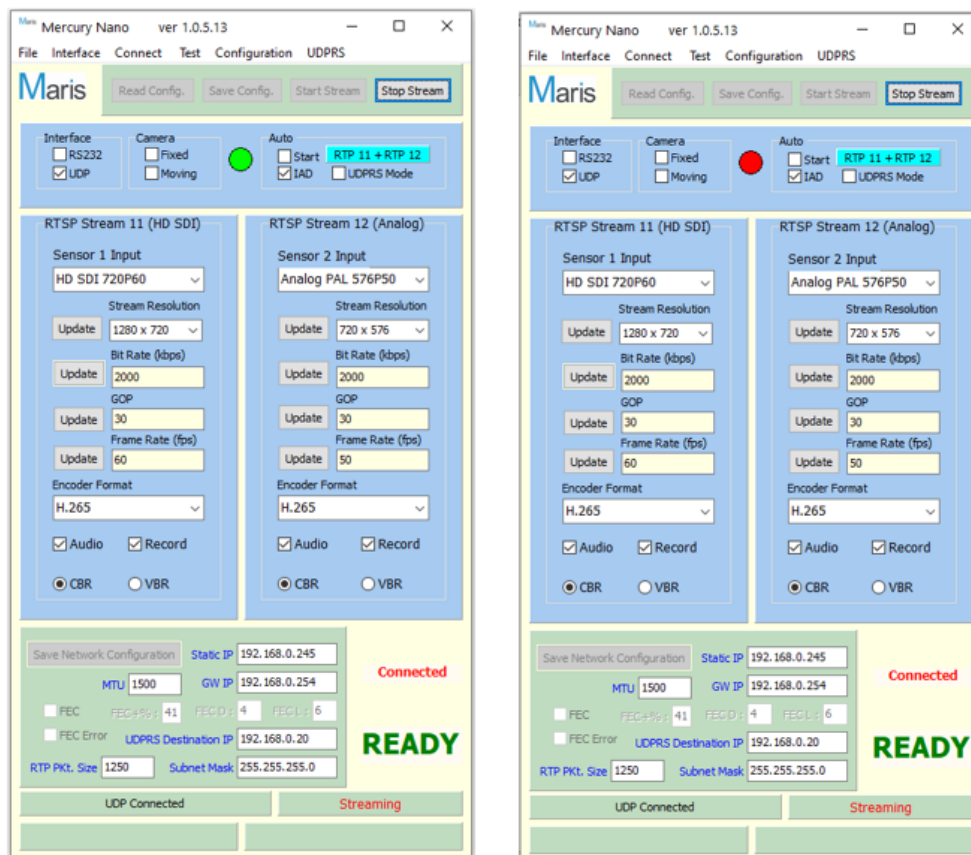 Maris Mercury Nano ver 1.0.5.13
File Interface Connect Test Configuration UDPRS
Maris Read Config. Save Config. Start Stream Stop Stream
Interface Camera Auto
RS232 Fixed Start RTP 11 + RTP 12
UDP Moving IAD UDPRS Mode
RTSP Stream 11 (HD SDI) RTSP Stream 12 (Analog)
Sensor 1 Input Sensor 2 Input
HD SDI 720P60 Analog PAL 576P50
Stream Resolution Stream Resolution
Update 1280 x 720 Update 720 x 576
Bit Rate (kbps) Bit Rate (kbps)
Update 2000 Update 2000
GOP GOP
Update 30 Update 30
Frame Rate (fps) Frame Rate (fps)
Update 60 Update 50
Encoder Format Encoder Format
H.265 H.265
Audio Record Audio Record
CBR VBR CBR VBR
Save Network Configuration Static IP 192.168.0.245
Connected
MTU 1500 GW IP 192.168.0.254
FEC FEC+% : 41 FEC D : 4 FEC L : 6
FEC Error UDPRS Destination IP 192.168.0.20
READY
RTP PKt. Size 1250 Subnet Mask 255.255.255.0
UDP Connected Streaming
Maris Mercury Nano ver 1.0.5.13
File Interface Connect Test Configuration UDPRS
Maris Read Config. Save Config. Start Stream Stop Stream
Interface Camera Auto
RS232 Fixed Start RTP 11 + RTP 12
UDP Moving IAD UDPRS Mode
RTSP Stream 11 (HD SDI) RTSP Stream 12 (Analog)
Sensor 1 Input Sensor 2 Input
HD SDI 720P60 Analog PAL 576P50
Stream Resolution Stream Resolution
Update 1280 x 720 Update 720 x 576
Bit Rate (kbps) Bit Rate (kbps)
Update 2000 Update 2000
GOP GOP
Update 30 Update 30
Frame Rate (fps) Frame Rate (fps)
Update 60 Update 50
Encoder Format Encoder Format
H.265 H.265
Audio Record Audio Record
CBR VBR CBR VBR
Save Network Configuration Static IP 192.168.0.245
Connected
MTU 1500 GW IP 192.168.0.254
FEC FEC+% : 41 FEC D : 4 FEC L : 6
FEC Error UDPRS Destination IP 192.168.0.20
READY
RTP PKt. Size 1250 Subnet Mask 255.255.255.0
UDP Connected Streaming